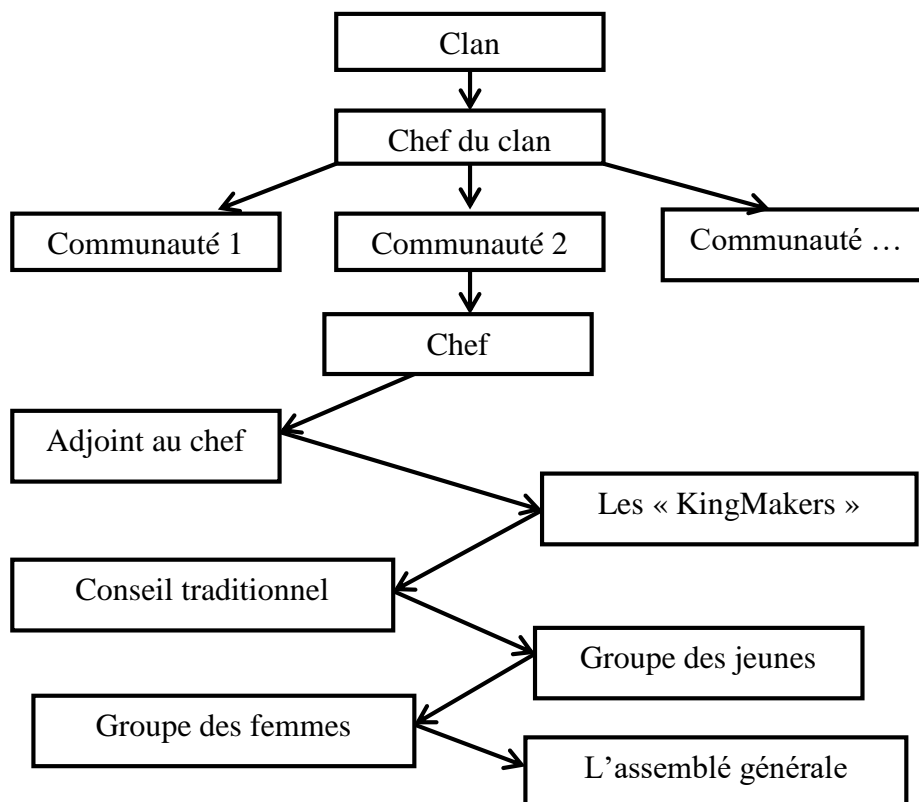 Clan
Chef du clan
Communauté 1
Communauté 2
Communauté …
Chef
Adjoint au chef
Les « KingMakers »
Conseil traditionnel
Groupe des jeunes
Groupe des femmes
L’assemblé générale